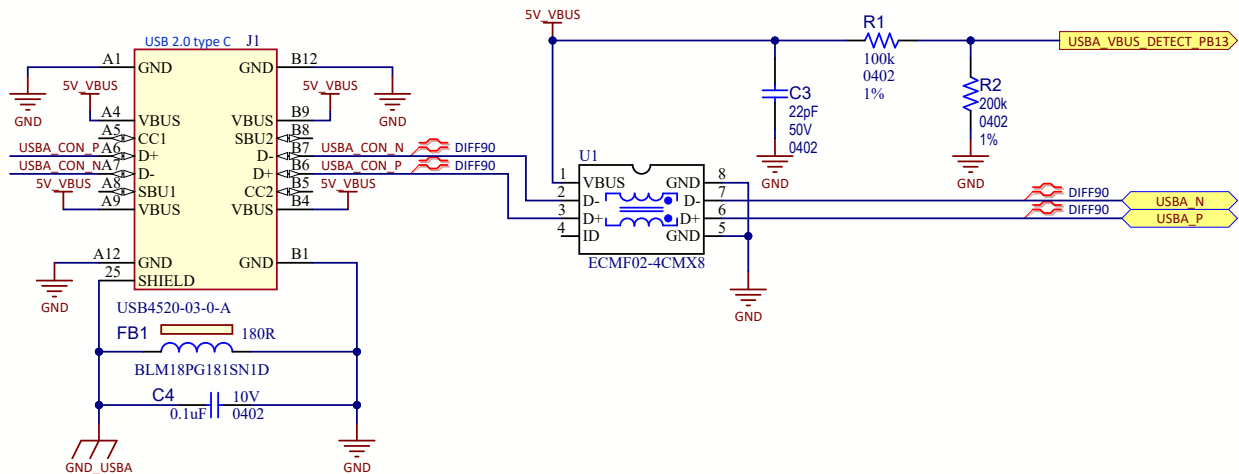 USB 2.0 type C J1
A1 GND GND B12
GND GND
5V_VBUS 5V_VBUS
A4 VBUS VBUS B9
A5 CC1 SBU2 B8
USBA_CON_P A6 D+ D- B7 USBA_CON_N DIFF90
USBA_CON_N A7 D- D+ B6 USBA_CON_P DIFF90
5V_VBUS A8 SBU1 CC2 B5 5V_VBUS
A9 VBUS VBUS B4
A12 GND GND B1
25 SHIELD
GND
USB4520-03-0-A
FB1 180R
BLM18PG181SN1D
C4 10V
0.1uF 0402
GND_USBA GND
5V_VBUS
R1
100k
0402
1%
USBA_VBUS_DETECT_PB13
C3
22pF
50V
0402
GND
R2
200k
0402
1%
GND
U1
1 VBUS GND 8
2 D- D- 7 DIFF90 USBA_N
3 D+ D+ 6 DIFF90 USBA_P
4 ID GND 5
ECMF02-4CMX8
GND